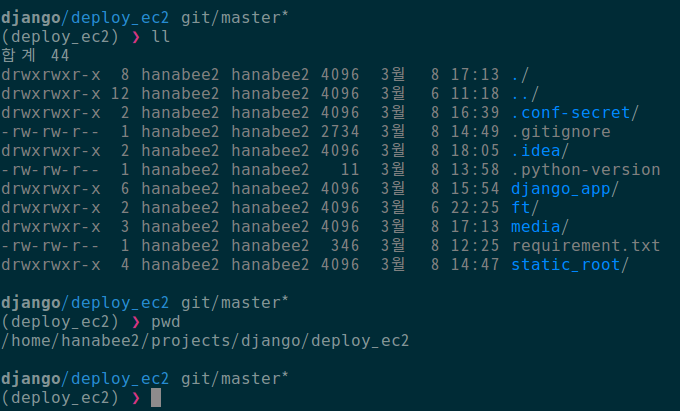 django/deploy_ec2 git/master*
(deploy_ec2) ❯ ll
합계 44
drwxrwxr-x  8 hanabee2 hanabee2 4096  3월  8 17:13 ./
drwxrwxr-x 12 hanabee2 hanabee2 4096  3월  6 11:18 ../
drwxrwxr-x  2 hanabee2 hanabee2 4096  3월  8 16:39 .conf-secret/
-rw-rw-r--  1 hanabee2 hanabee2 2734  3월  8 14:49 .gitignore
drwxrwxr-x  2 hanabee2 hanabee2 4096  3월  8 18:05 .idea/
-rw-rw-r--  1 hanabee2 hanabee2   11  3월  8 13:58 .python-version
drwxrwxr-x  6 hanabee2 hanabee2 4096  3월  8 15:54 django_app/
drwxrwxr-x  2 hanabee2 hanabee2 4096  3월  6 22:25 ft/
drwxrwxr-x  3 hanabee2 hanabee2 4096  3월  8 17:13 media/
-rw-rw-r--  1 hanabee2 hanabee2  346  3월  8 12:25 requirement.txt
drwxrwxr-x  4 hanabee2 hanabee2 4096  3월  8 14:47 static_root/
django/deploy_ec2 git/master*
(deploy_ec2) ❯ pwd
/home/hanabee2/projects/django/deploy_ec2
django/deploy_ec2 git/master*
(deploy_ec2) ❯